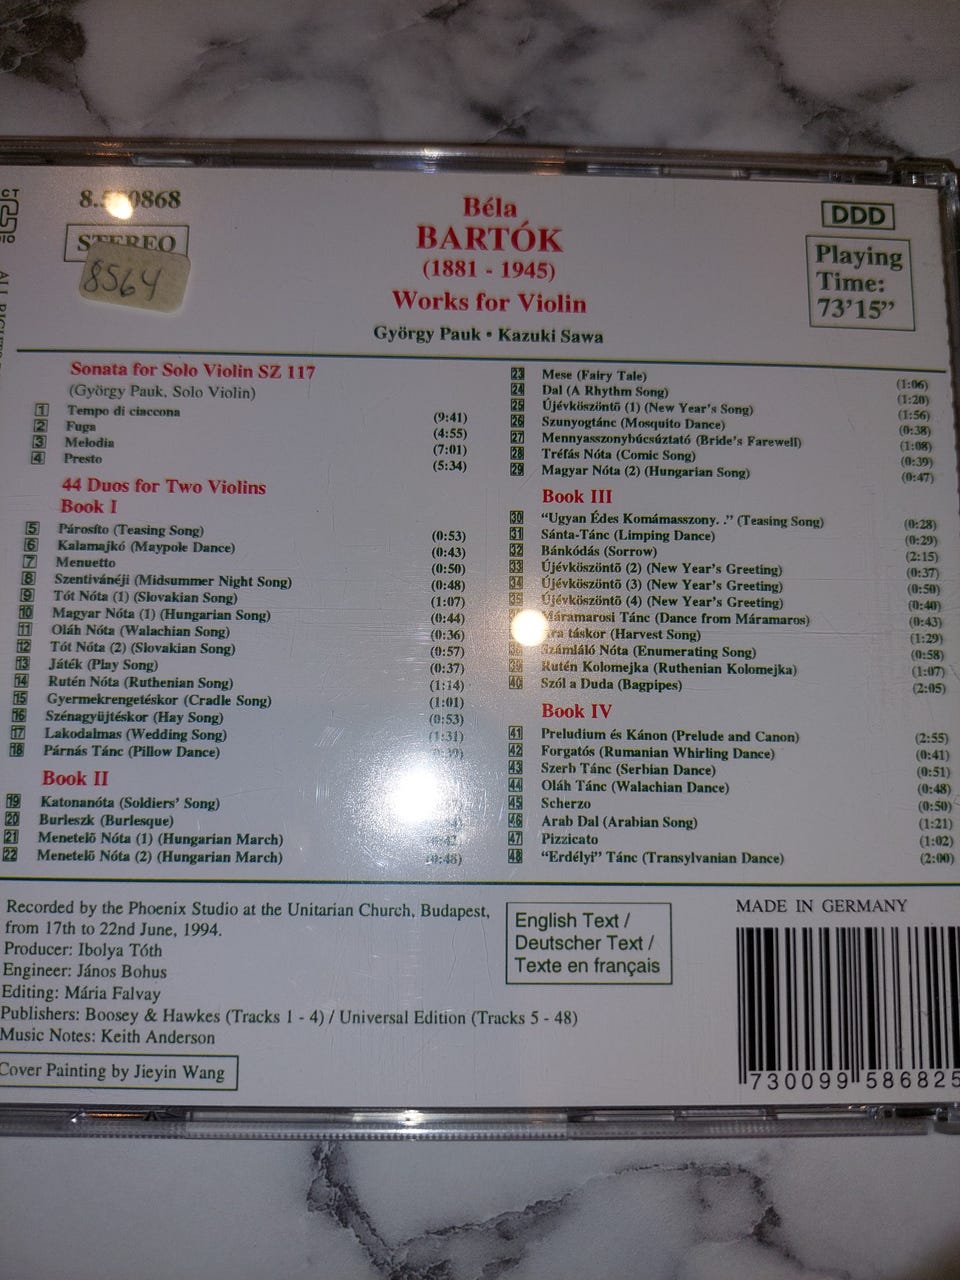 8.5 0868
STEREO
8564
Béla
BARTÓK
(1881 - 1945)
Works for Violin
György Pauk • Kazuki Sawa
DDD
Playing
Time:
73'15"
Sonata for Solo Violin SZ 117
(György Pauk, Solo Violin)
1 Tempo di ciaccona (9:41)
2 Fuga (4:55)
3 Melodia (7:01)
4 Presto (5:34)
44 Duos for Two Violins
Book I
5 Párosíto (Teasing Song) (0:53)
6 Kalamajkó (Maypole Dance) (0:43)
7 Menuetto (0:50)
8 Szentivánéji (Midsummer Night Song) (0:48)
9 Tót Nóta (1) (Slovakian Song) (1:07)
10 Magyar Nóta (1) (Hungarian Song) (0:44)
11 Oláh Nóta (Walachian Song) (0:36)
12 Tót Nóta (2) (Slovakian Song) (0:57)
13 Játék (Play Song) (0:37)
14 Rutén Nóta (Ruthenian Song) (1:14)
15 Gyermekrengetéskor (Cradle Song) (1:01)
16 Szénagyüjtéskor (Hay Song) (0:53)
17 Lakodalmas (Wedding Song) (1:31)
18 Párnás Tánc (Pillow Dance)
Book II
19 Katonanóta (Soldiers' Song)
20 Burleszk (Burlesque)
21 Menetelõ Nóta (1) (Hungarian March)
22 Menetelõ Nóta (2) (Hungarian March) (0:48)
23 Mese (Fairy Tale) (1:06)
24 Dal (A Rhythm Song) (1:20)
25 Újévköszöntõ (1) (New Year's Song) (1:56)
26 Szunyogtánc (Mosquito Dance) (0:38)
27 Mennyasszonybúcsúztató (Bride's Farewell) (1:08)
28 Tréfás Nóta (Comic Song) (0:39)
29 Magyar Nóta (2) (Hungarian Song) (0:47)
Book III
30 "Ugyan Édes Komámasszony. ." (Teasing Song) (0:28)
31 Sánta-Tánc (Limping Dance) (0:29)
32 Bánkódás (Sorrow) (2:15)
33 Újévköszöntõ (2) (New Year's Greeting) (0:37)
34 Újévköszöntõ (3) (New Year's Greeting) (0:50)
35 Újévköszöntõ (4) (New Year's Greeting) (0:40)
Máramarosi Tánc (Dance from Máramaros) (0:43)
táskor (Harvest Song) (1:29)
38 Számláló Nóta (Enumerating Song) (0:58)
39 Rutén Kolomejka (Ruthenian Kolomejka) (1:07)
40 Szól a Duda (Bagpipes) (2:05)
Book IV
41 Preludium és Kánon (Prelude and Canon) (2:55)
42 Forgatós (Rumanian Whirling Dance) (0:41)
43 Szerb Tánc (Serbian Dance) (0:51)
44 Oláh Tánc (Walachian Dance) (0:48)
45 Scherzo (0:50)
46 Arab Dal (Arabian Song) (1:21)
47 Pizzicato (1:02)
48 "Erdélyi" Tánc (Transylvanian Dance) (2:00)
Recorded by the Phoenix Studio at the Unitarian Church, Budapest,
from 17th to 22nd June, 1994.
Producer: Ibolya Tóth
Engineer: János Bohus
Editing: Mária Falvay
Publishers: Boosey & Hawkes (Tracks 1 - 4) / Universal Edition (Tracks 5 - 48)
Music Notes: Keith Anderson
Cover Painting by Jieyin Wang
English Text /
Deutscher Text /
Texte en français
MADE IN GERMANY
730099 586825